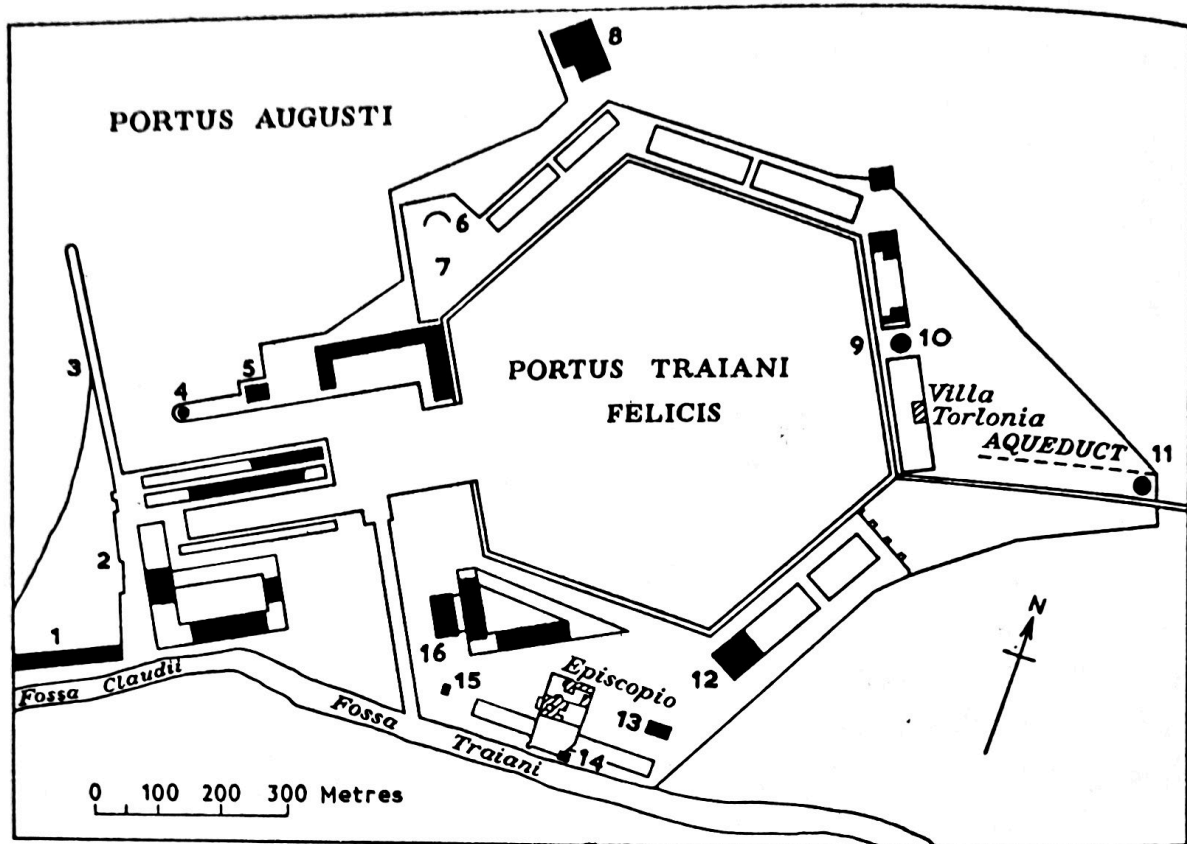 8
PORTUS AUGUSTI
6
7
3
9
10
5
4
PORTUS TRAIANI
FELICIS
Villa
Torlonia
AQUEDUCT
11
2
N
1
16
12
Episcopio
15
Fossa Claudii
13
Fossa Traiani
14
0 100 200 300 Metres